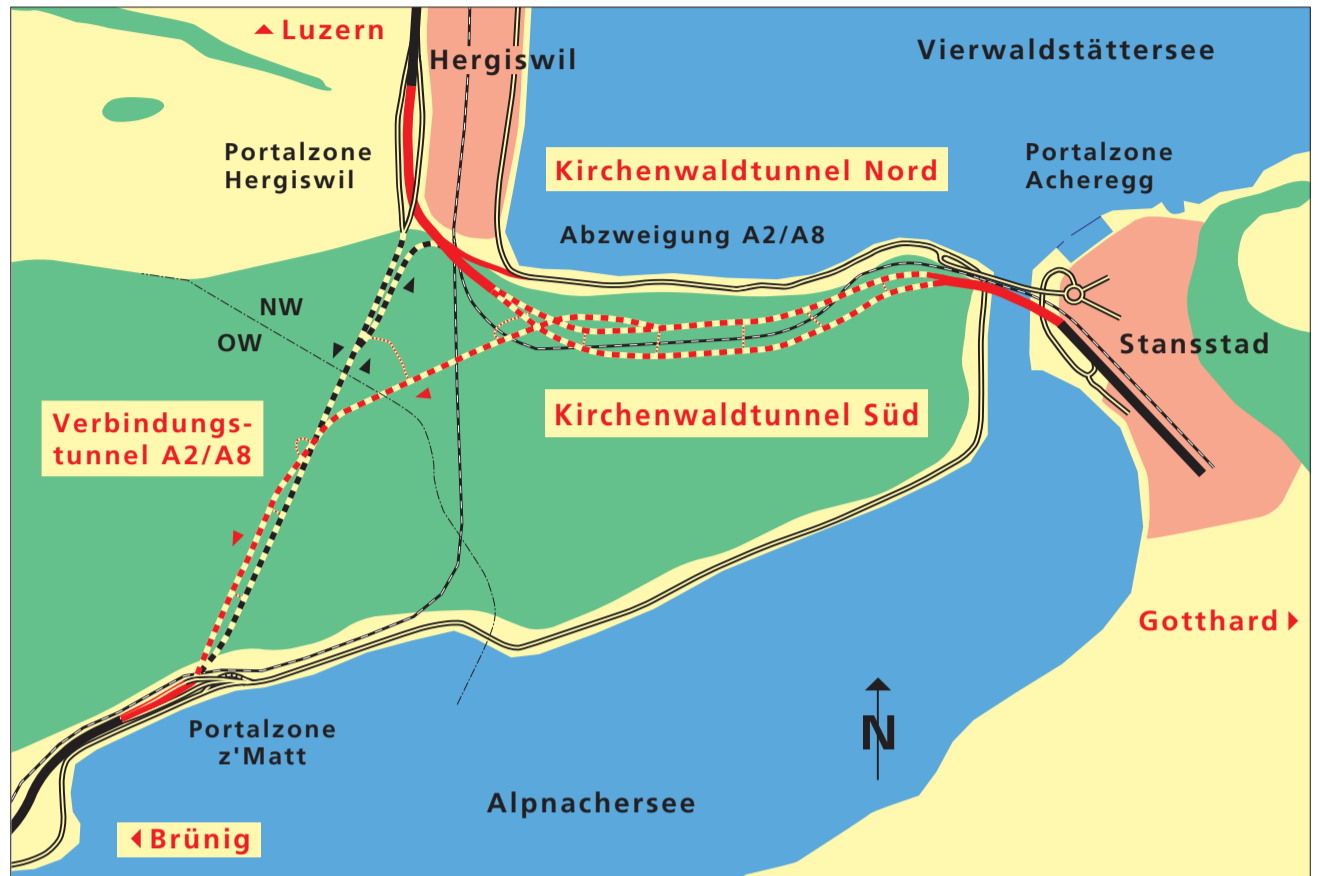 Luzern
Hergiswil
Vierwaldstättersee
Portalzone
Hergiswil
Kirchenwaldtunnel Nord
Portalzone
Acheregg
Abzweigung A2/A8
NW
OW
Stansstad
Verbindungs-
tunnel A2/A8
Kirchenwaldtunnel Süd
Gotthard
Portalzone
z'Matt
N
Alpnachersee
Brünig